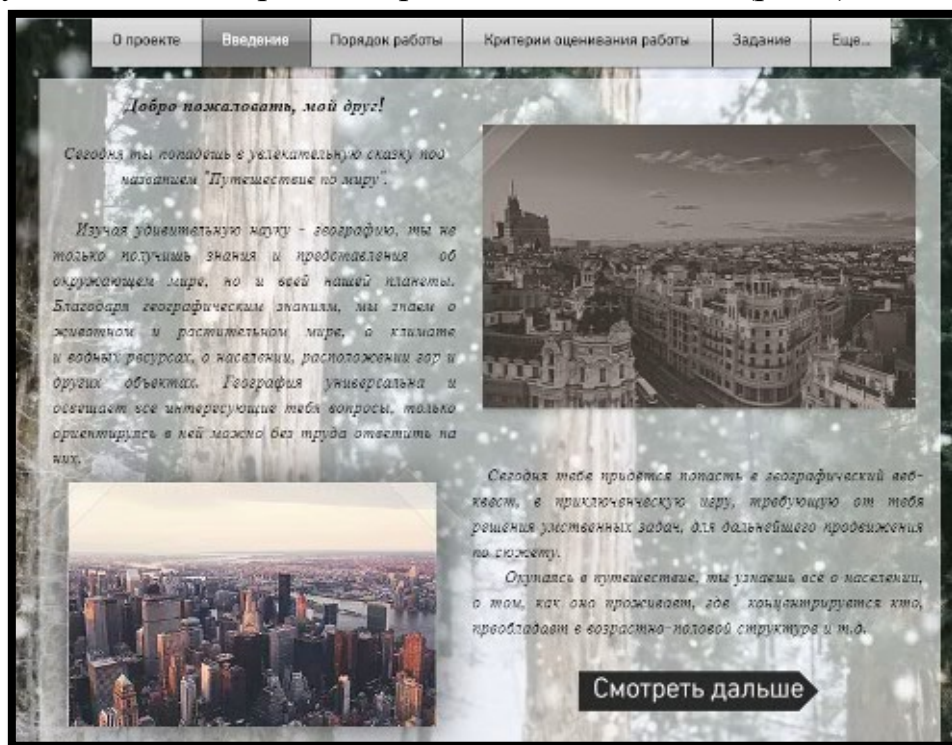 О проекте
Введение
Порядок работы
Критерии оценивания работы
Задание
Еще...
Добро пожаловать, мой друг!
Сегодня ты попадешь в увлекательную сказку под
названием "Путешествие по миру".
Изучая удивительную науку - географию, ты не
только получишь знания и представления об
окружающем мире, но и всей нашей планеты.
Благодаря географическим знаниям, мы знаем о
животном и растительном мире, о климате
и водных ресурсах, о населении, расположении гор и
других объектах. География универсальна и
освещает все интересующие тебя вопросы, только
ориентируясь в ней можно без труда ответить на
них.
Сегодня тебе придётся попасть в географический веб-
квест, в приключенческую игру, требующую от тебя
решения умственных задач, для дальнейшего продвижения
по сюжету.
Окунаясь в путешествие, ты узнаешь все о населении,
о том, как оно проживает, где концентрируется кто,
преобладает в возрастно-половой структуре и т.д.
Смотреть дальше